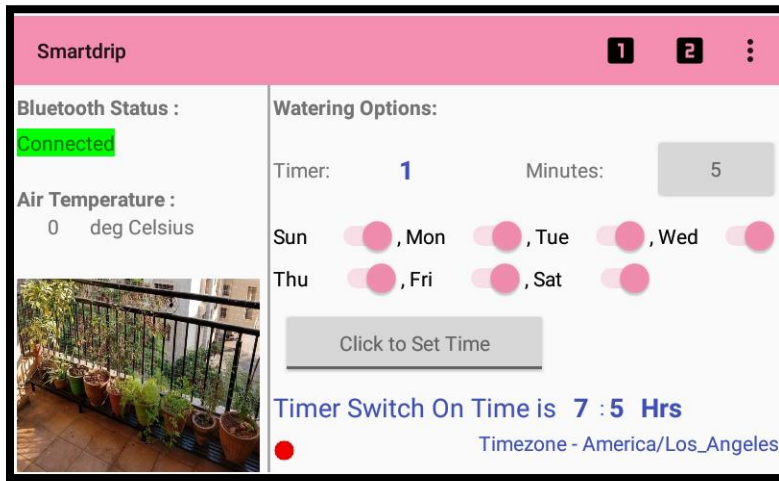 Smartdrip 1 2
Bluetooth Status :
Connected
Air Temperature :
0 deg Celsius
Watering Options:
Timer: 1 Minutes: 5
Sun , Mon , Tue , Wed
Thu , Fri , Sat
Click to Set Time
Timer Switch On Time is 7 : 5 Hrs
Timezone - America/Los_Angeles